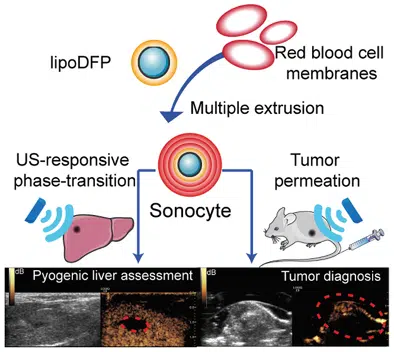 lipoDFP
Red blood cell
membranes
Multiple extrusion
US-responsive
phase-transition
Sonocyte
Tumor
permeation
dB
Pyogenic liver assessment
dB
Tumor diagnosis